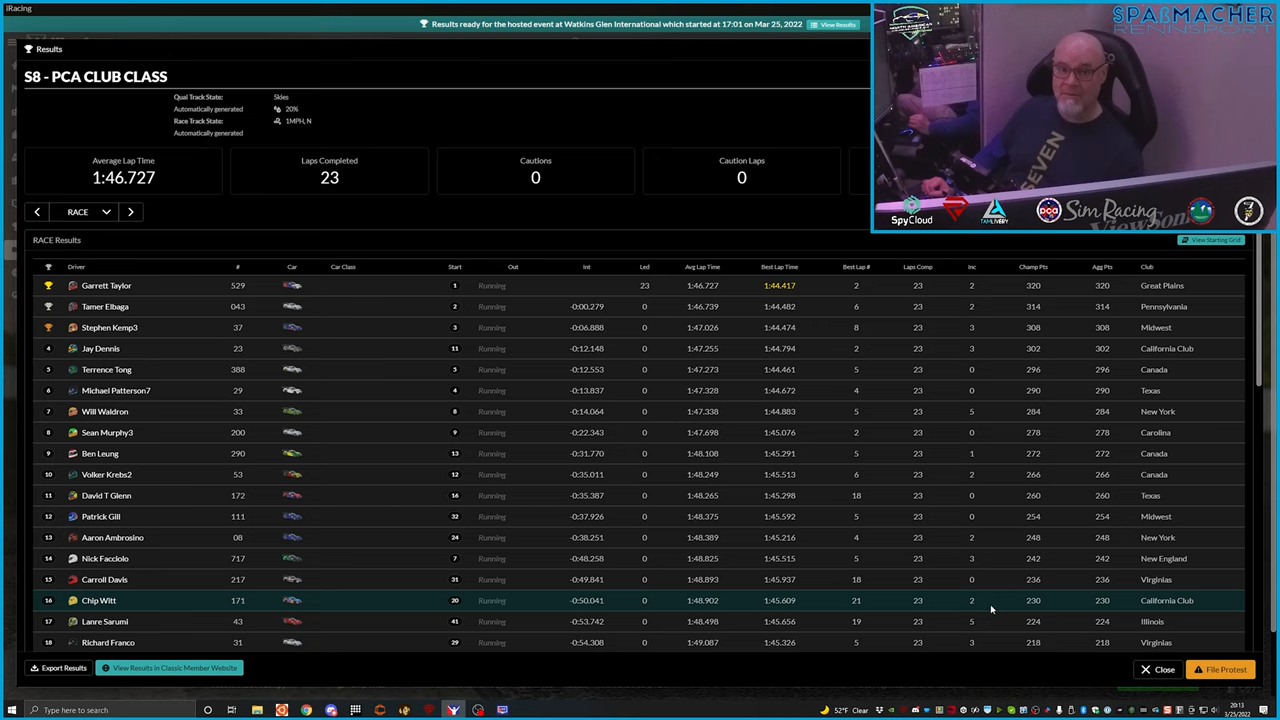 iRacing
Results ready for the hosted event at Watkins Glen International which started at 17:01 on Mar 25, 2022 View Results
SPAßMACHER
RENNSPORT
Results
S8 - PCA CLUB CLASS
Qual Track State: Skies
Automatically generated 20%
Race Track State: 1MPH, N
Automatically generated
Average Lap Time Laps Completed Cautions Caution Laps
1:46.727 23 0 0
SEVEN
SpyCloud TAMLIVERY pca Sim Racing
ViewSonic
RACE
RACE Results View Starting Grid
Driver # Car Car Class Start Out Int Led Avg Lap Time Best Lap Time Best Lap # Laps Comp Inc Champ Pts Agg Pts Club
Garrett Taylor 529 1 Running 23 1:46.727 1:44.417 2 23 2 320 320 Great Plains
Tamer Elbaga 043 2 Running -0:00.279 0 1:46.739 1:44.482 6 23 2 314 314 Pennsylvania
Stephen Kemp3 37 3 Running -0:06.888 0 1:47.026 1:44.474 8 23 3 308 308 Midwest
4 Jay Dennis 23 11 Running -0:12.148 0 1:47.255 1:44.794 2 23 3 302 302 California Club
5 Terrence Tong 388 5 Running -0:12.553 0 1:47.273 1:44.461 5 23 0 296 296 Canada
6 Michael Patterson7 29 4 Running -0:13.837 0 1:47.328 1:44.672 4 23 0 290 290 Texas
7 Will Waldron 33 8 Running -0:14.064 0 1:47.338 1:44.883 5 23 5 284 284 New York
8 Sean Murphy3 200 9 Running -0:22.343 0 1:47.698 1:45.076 2 23 0 278 278 Carolina
9 Ben Leung 290 13 Running -0:31.770 0 1:48.108 1:45.291 5 23 1 272 272 Canada
10 Volker Krebs2 53 12 Running -0:35.011 0 1:48.249 1:45.513 6 23 2 266 266 Canada
11 David T Glenn 172 16 Running -0:35.387 0 1:48.265 1:45.298 18 23 0 260 260 Texas
12 Patrick Gill 111 32 Running -0:37.926 0 1:48.375 1:45.592 5 23 0 254 254 Midwest
13 Aaron Ambrosino 08 24 Running -0:38.251 0 1:48.389 1:45.216 4 23 2 248 248 New York
14 Nick Facciolo 717 7 Running -0:48.258 0 1:48.825 1:45.515 5 23 3 242 242 New England
15 Carroll Davis 217 31 Running -0:49.841 0 1:48.893 1:45.937 18 23 0 236 236 Virginias
16 Chip Witt 171 20 Running -0:50.041 0 1:48.902 1:45.609 21 23 2 230 230 California Club
17 Lanre Sarumi 43 41 Running -0:53.742 0 1:48.498 1:45.656 19 23 5 224 224 Illinois
18 Richard Franco 31 29 Running -0:54.308 0 1:49.087 1:45.326 5 23 3 218 218 Virginias
Export Results View Results in Classic Member Website Close File Protest
Type here to search 52°F Clear 20:13
3/25/2022